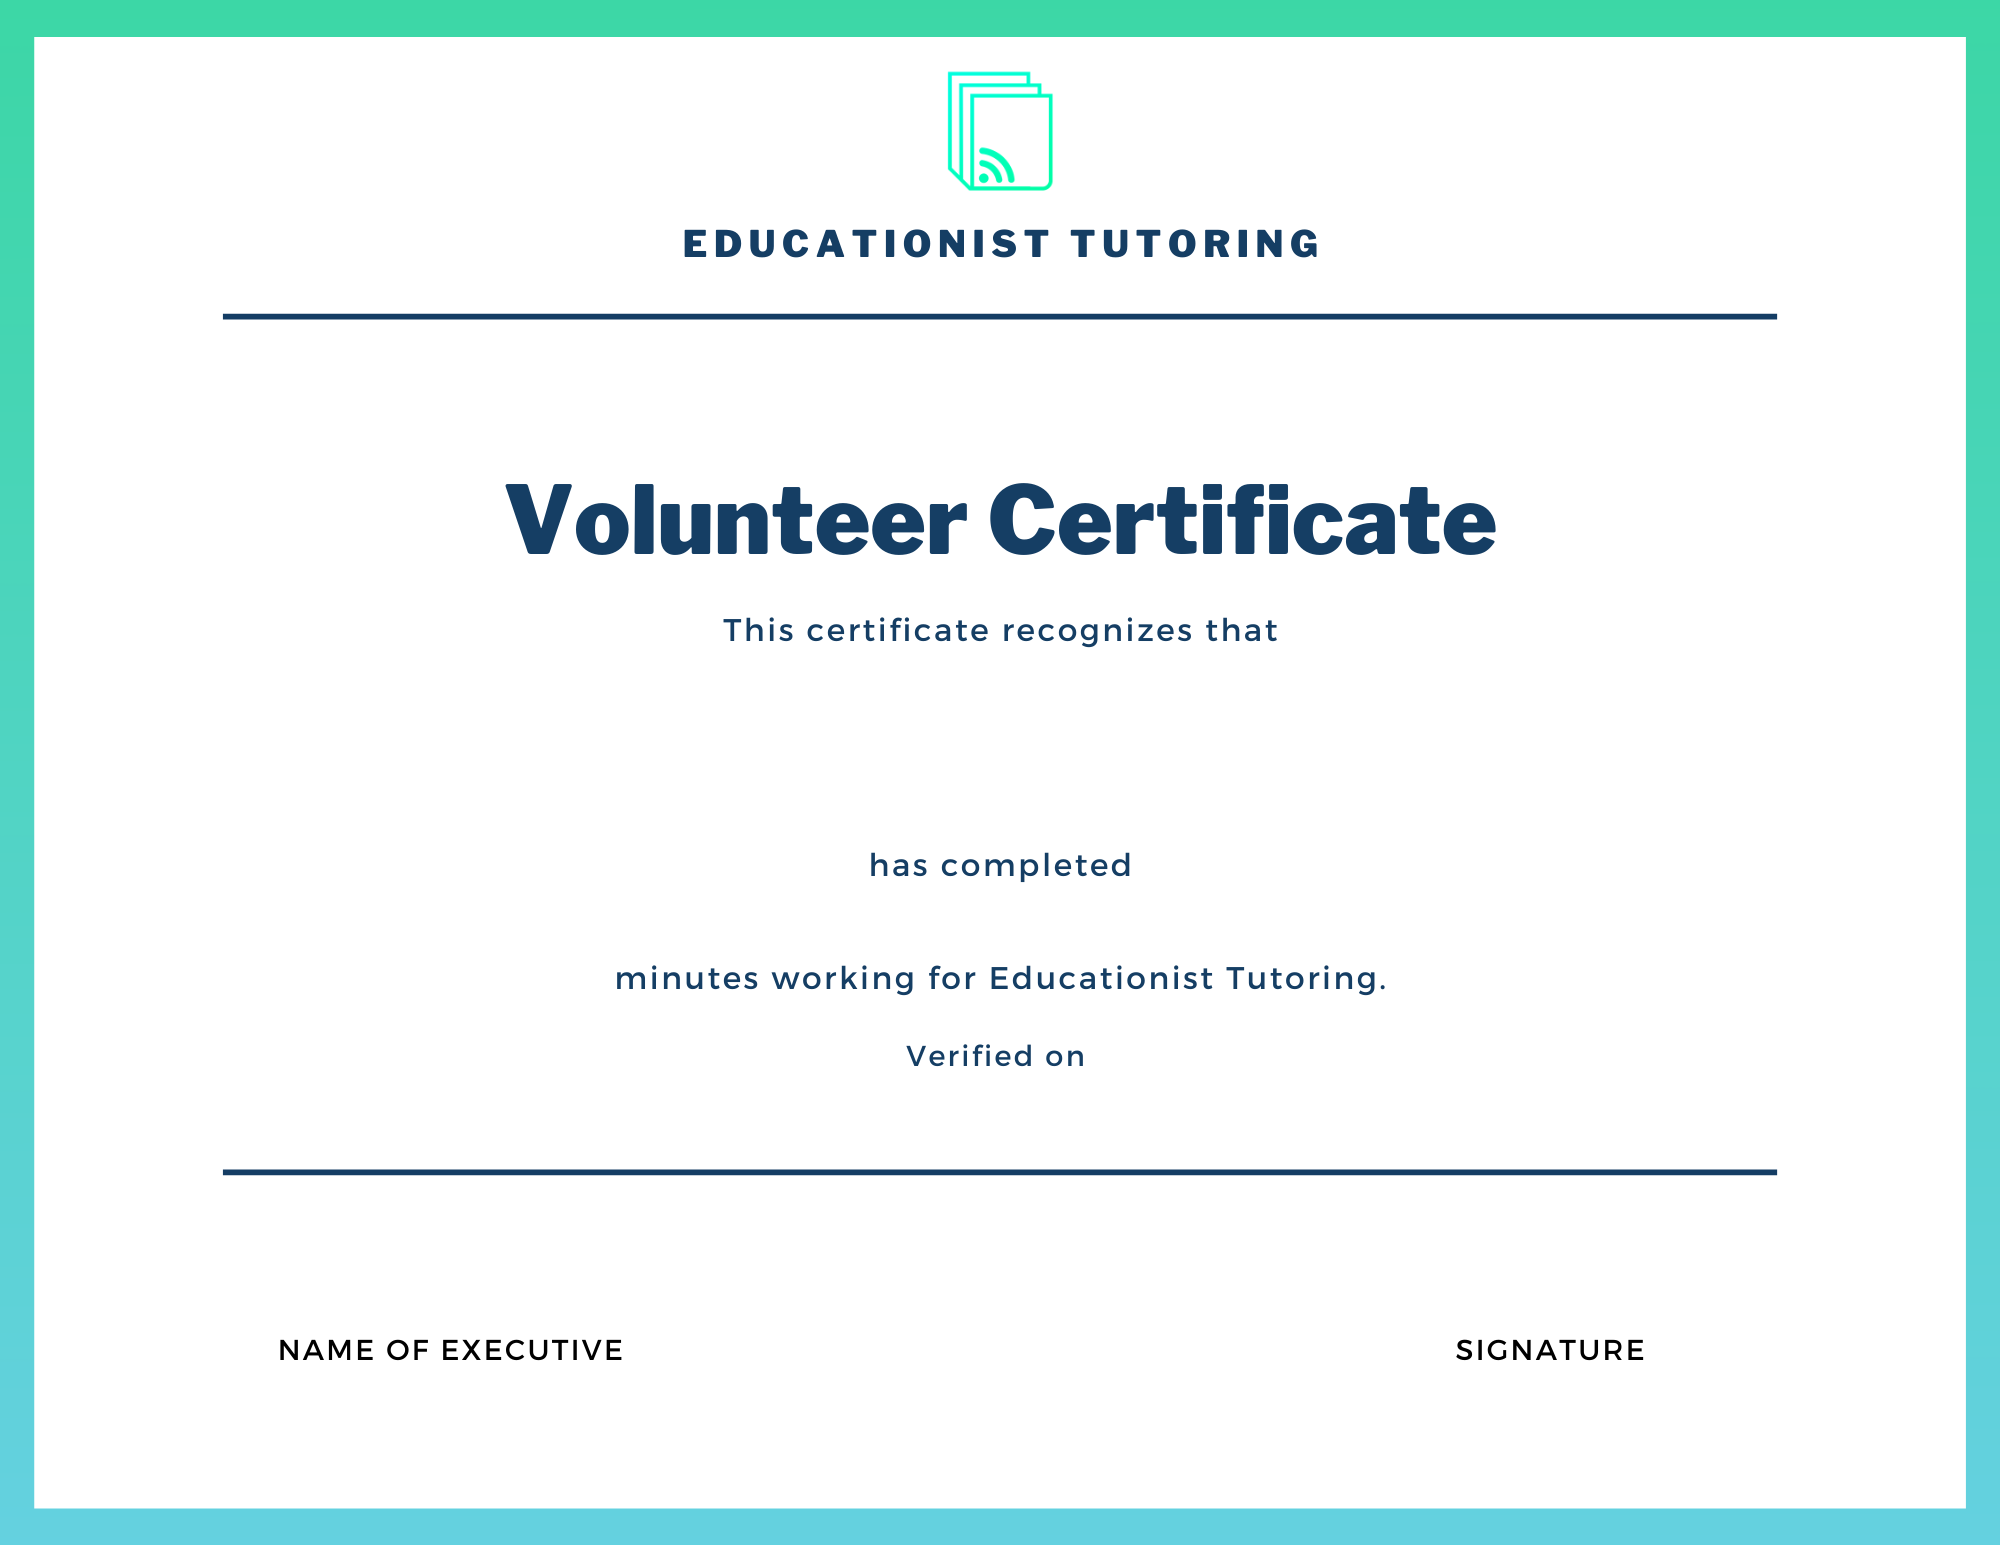 EDUCATIONIST TUTORING
Volunteer Certificate
This certificate recognizes that
has completed
minutes working for Educationist Tutoring.
Verified on
NAME OF EXECUTIVE
SIGNATURE